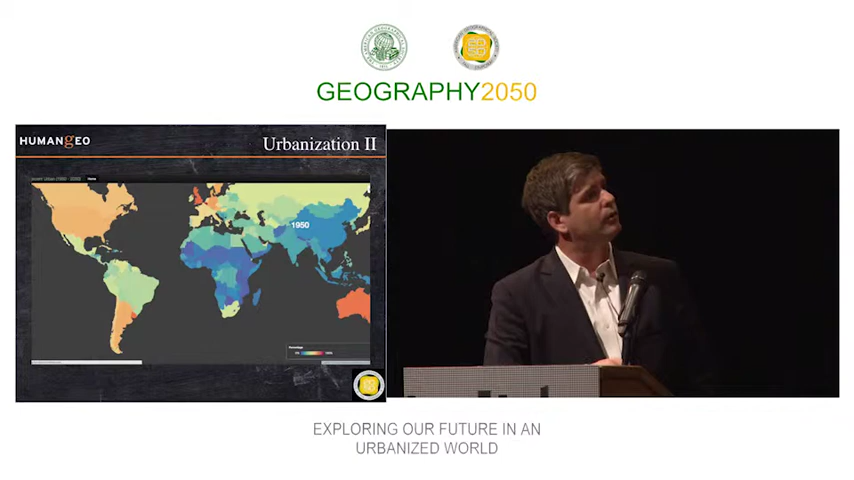 GEOGRAPHY2050
HUMANgEO
Urbanization II
1950
EXPLORING OUR FUTURE IN AN
URBANIZED WORLD